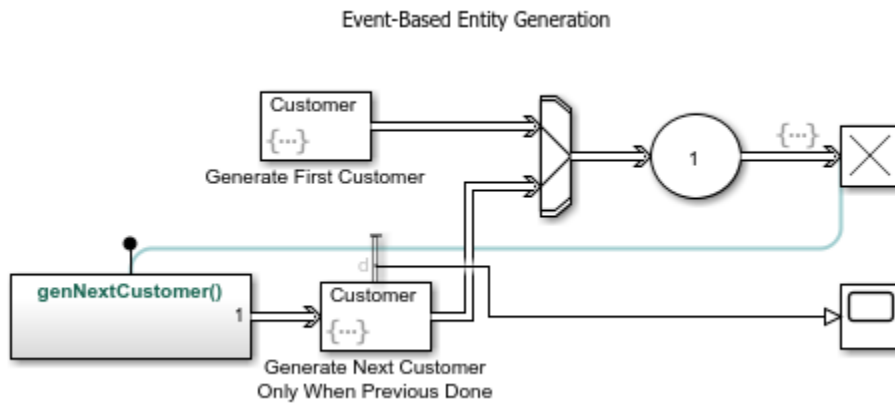 Event-Based Entity Generation
Customer
{...}
Generate First Customer
1
{...}
genNextCustomer()
1
d
Customer
{...}
Generate Next Customer
Only When Previous Done